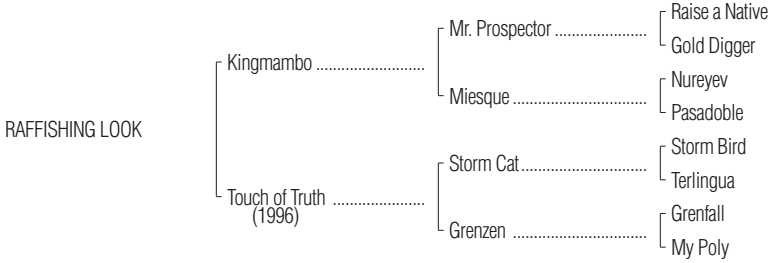 Raise a Native
Mr. Prospector ......................
Gold Digger
Kingmambo ..........................
Nureyev
Miesque ................................
Pasadoble
RAFFISHING LOOK
Storm Bird
Storm Cat..............................
Terlingua
Touch of Truth ......................
(1996)
Grenfall
Grenzen ................................
My Poly